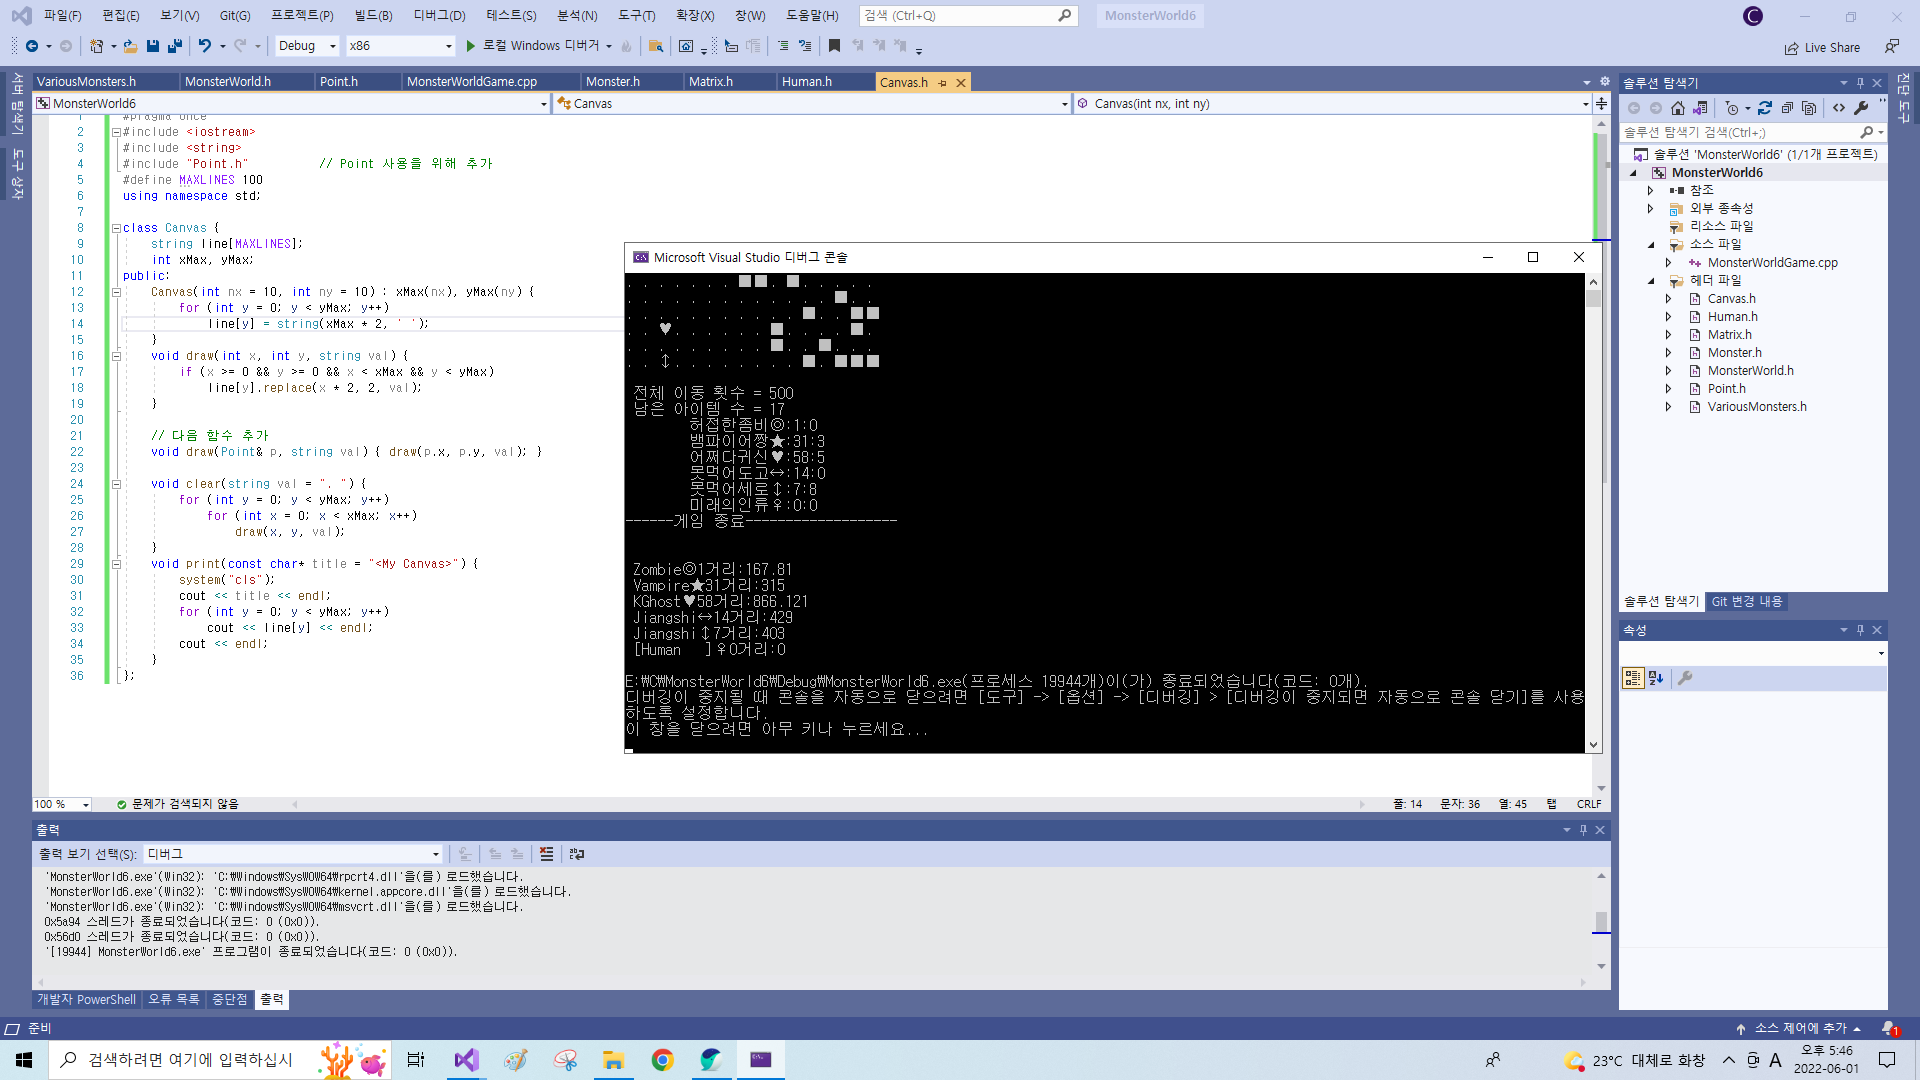 파일(F) 편집(E) 보기(V) Git(G) 프로젝트(P) 빌드(B) 디버그(D) 테스트(S) 분석(N) 도구(T) 확장(X) 창(W) 도움말(H) 검색 (Ctrl+Q) MonsterWorld6 C
Debug x86 로컬 Windows 디버거 Live Share
서버 탐색기
도구 상자
VariousMonsters.h MonsterWorld.h Point.h MonsterWorldGame.cpp Monster.h Matrix.h Human.h Canvas.h
MonsterWorld6 Canvas Canvas(int nx, int ny)
1 #pragma once
2 #include <iostream>
3 #include <string>
4 #include "Point.h" // Point 사용을 위해 추가
5 #define MAXLINES 100
6 using namespace std;
7
8 class Canvas {
9 string line[MAXLINES];
10 int xMax, yMax;
11 public:
12 Canvas(int nx = 10, int ny = 10) : xMax(nx), yMax(ny) {
13 for (int y = 0; y < yMax; y++)
14 line[y] = string(xMax * 2, ' ');
15 }
16 void draw(int x, int y, string val) {
17 if (x >= 0 && y >= 0 && x < xMax && y < yMax)
18 line[y].replace(x * 2, 2, val);
19 }
20
21 // 다음 함수 추가
22 void draw(Point& p, string val) { draw(p.x, p.y, val); }
23
24 void clear(string val = ". ") {
25 for (int y = 0; y < yMax; y++)
26 for (int x = 0; x < xMax; x++)
27 draw(x, y, val);
28 }
29 void print(const char* title = "<My Canvas>") {
30 system("cls");
31 cout << title << endl;
32 for (int y = 0; y < yMax; y++)
33 cout << line[y] << endl;
34 cout << endl;
35 }
36 };
Microsoft Visual Studio 디버그 콘솔
. . . . . . . ■■. ■. . . . .
. . . . . . . . . . . . . ■. .
. . . . . . . . . . . ■. . ■■
. . ♥. . . . . . ■. . . . ■.
. . . . . . . . . ■. . ■. . .
. . ↕. . . . . . . . ■. ■■■
전체 이동 횟수 = 500
남은 아이템 수 = 17
허접한좀비◎:1:0
뱀파이어짱★:31:3
어쩌다귀신♥:58:5
못먹어도고↔:14:0
못먹어세로↕:7:8
미래의인류♀:0:0
------게임 종료-------------------
Zombie◎1거리:167.81
Vampire★31거리:315
KGhost♥58거리:866.121
Jiangshi↔14거리:429
Jiangshi↕7거리:403
[Human   ]♀0거리:0
E:\C\MonsterWorld6\Debug\MonsterWorld6.exe(프로세스 19944개)이(가) 종료되었습니다(코드: 0개).
디버깅이 중지될 때 콘솔을 자동으로 닫으려면 [도구] -> [옵션] -> [디버깅] > [디버깅이 중지되면 자동으로 콘솔 닫기]를 사용
하도록 설정합니다.
이 창을 닫으려면 아무 키나 누르세요...
100 % 문제가 검색되지 않음 줄: 14 문자: 36 열: 45 탭 CRLF
출력
출력 보기 선택(S): 디버그
'MonsterWorld6.exe'(Win32): 'C:\Windows\SysWOW64\rpcrt4.dll'을(를) 로드했습니다.
'MonsterWorld6.exe'(Win32): 'C:\Windows\SysWOW64\kernel.appcore.dll'을(를) 로드했습니다.
'MonsterWorld6.exe'(Win32): 'C:\Windows\SysWOW64\msvcrt.dll'을(를) 로드했습니다.
0x5a94 스레드가 종료되었습니다(코드: 0 (0x0)).
0x56d0 스레드가 종료되었습니다(코드: 0 (0x0)).
'[19944] MonsterWorld6.exe' 프로그램이 종료되었습니다(코드: 0 (0x0)).
개발자 PowerShell 오류 목록 중단점 출력
솔루션 탐색기
솔루션 탐색기 검색(Ctrl+;)
솔루션 'MonsterWorld6' (1/1개 프로젝트)
MonsterWorld6
참조
외부 종속성
리소스 파일
소스 파일
MonsterWorldGame.cpp
헤더 파일
Canvas.h
Human.h
Matrix.h
Monster.h
MonsterWorld.h
Point.h
VariousMonsters.h
솔루션 탐색기 Git 변경 내용
속성
진단 도구
준비 소스 제어에 추가 1
검색하려면 여기에 입력하십시 23°C 대체로 화창 A 오후 5:46
2022-06-01